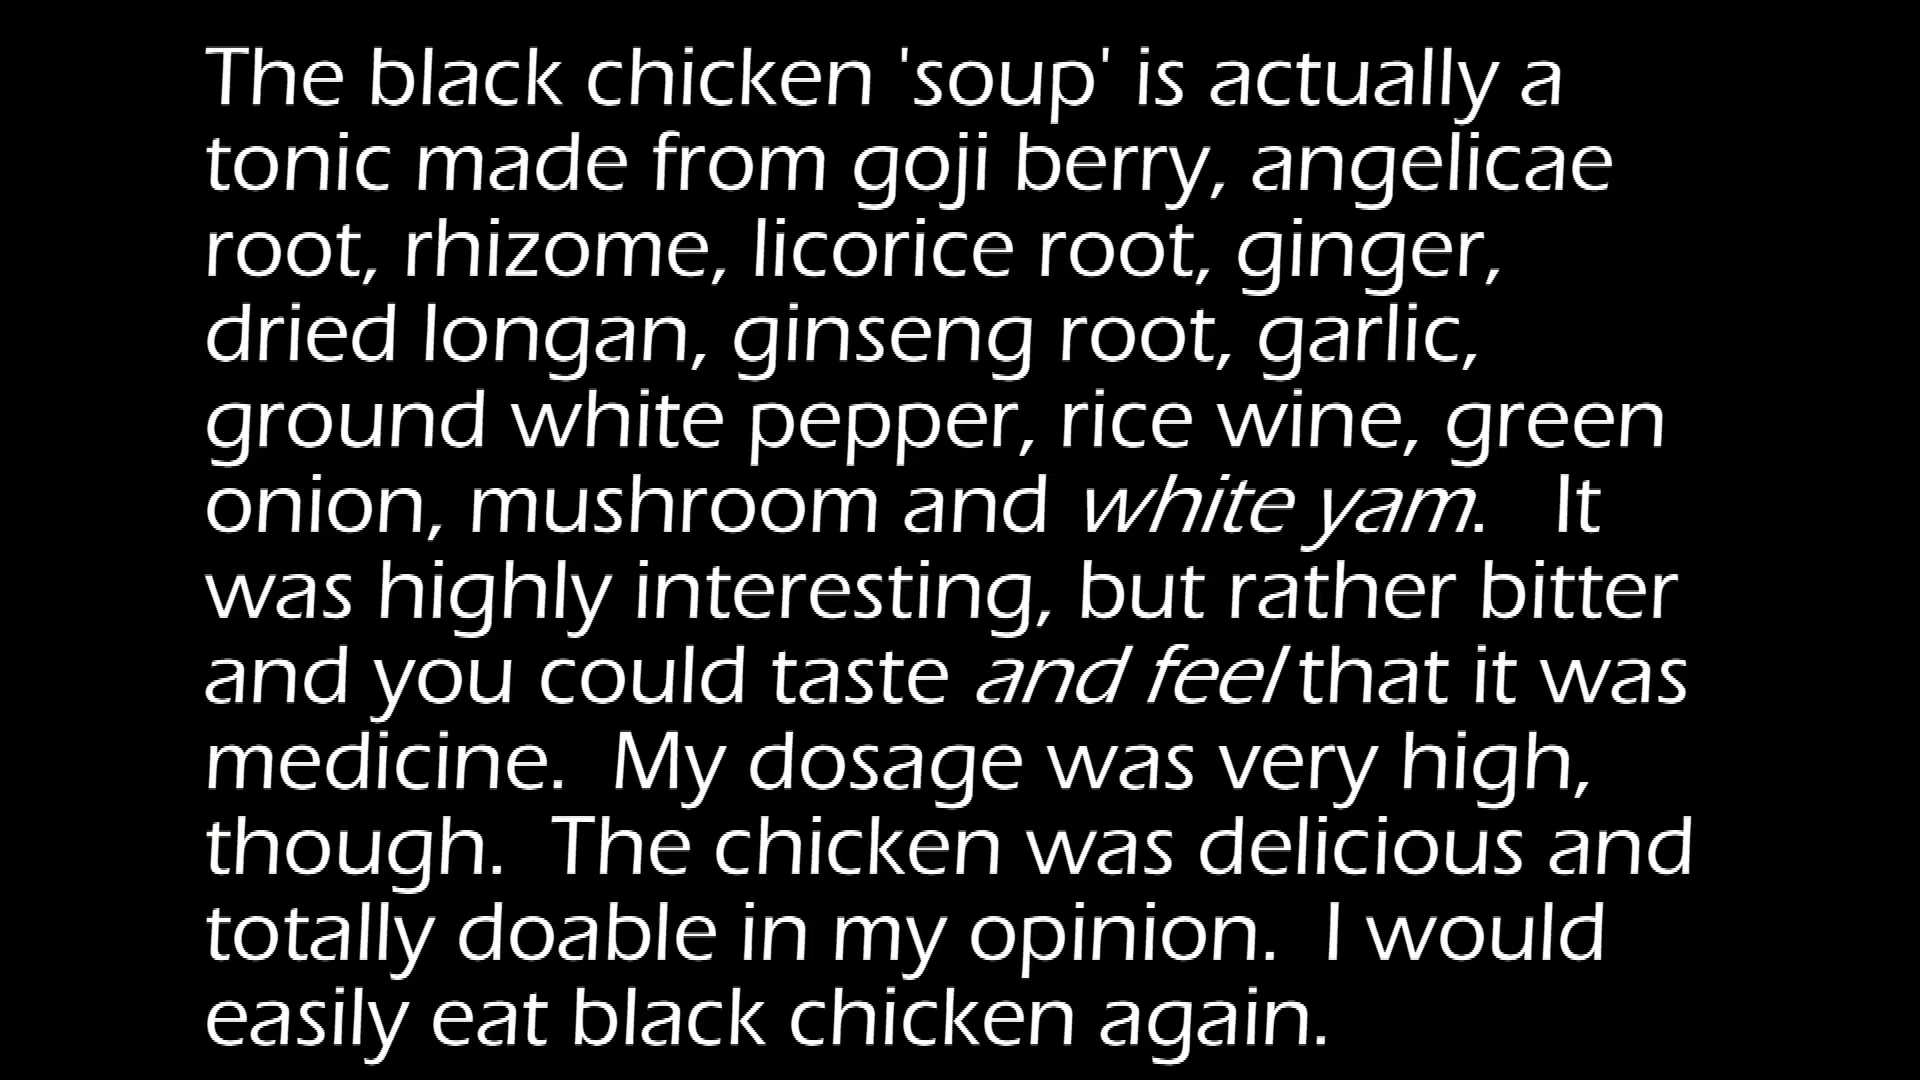 The black chicken 'soup' is actually a
tonic made from goji berry, angelicae
root, rhizome, licorice root, ginger,
dried longan, ginseng root, garlic,
ground white pepper, rice wine, green
onion, mushroom and white yam.   It
was highly interesting, but rather bitter
and you could taste and feel that it was
medicine.  My dosage was very high,
though.  The chicken was delicious and
totally doable in my opinion.  I would
easily eat black chicken again.